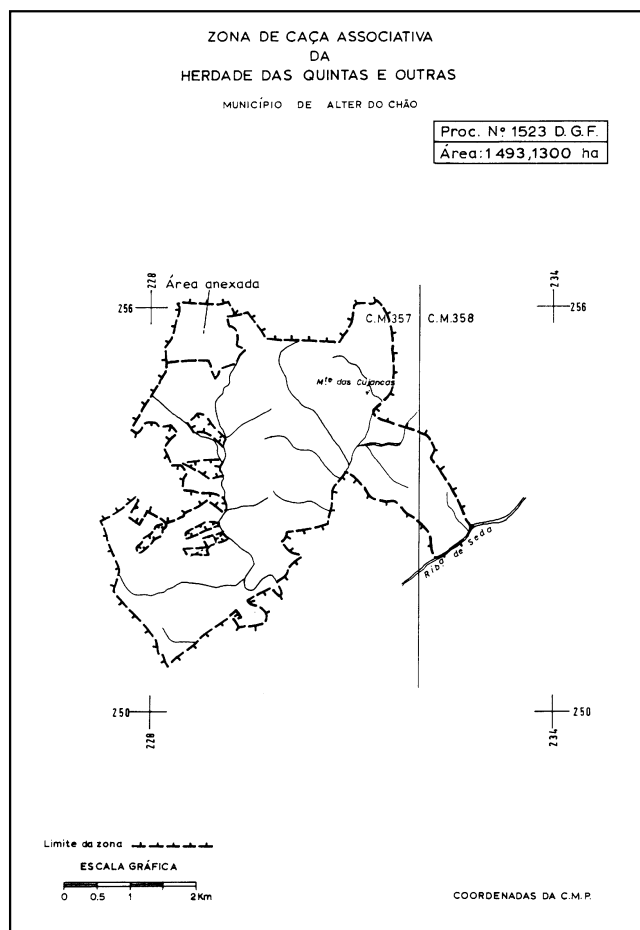 ZONA DE CAÇA ASSOCIATIVA
DA
HERDADE DAS QUINTAS E OUTRAS
MUNICÍPIO DE ALTER DO CHÃO
Proc. Nº 1523 D.G.F.
Área: 1 493,1300 ha
228
234
Área anexada
256
256
C.M.357
C.M.358
Mte das Cujancas
Riba de Seda
250
250
228
234
Limite da zona
ESCALA GRÁFICA
0 0.5 1 2Km
COORDENADAS DA C.M.P.